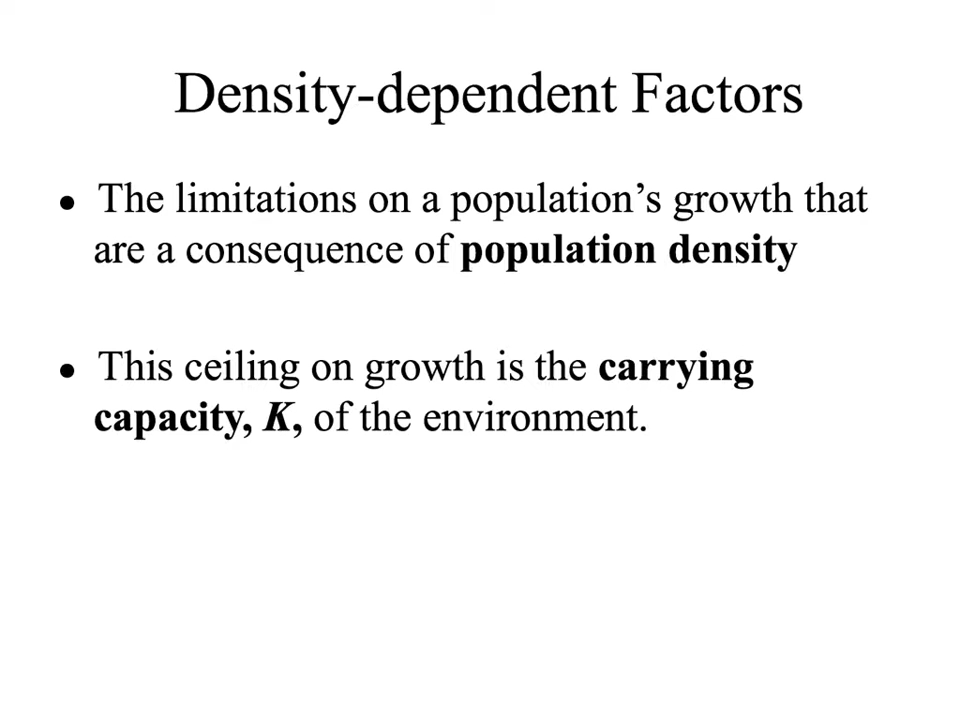 Density-dependent Factors
• The limitations on a population’s growth that
are a consequence of population density
• This ceiling on growth is the carrying
capacity, K, of the environment.